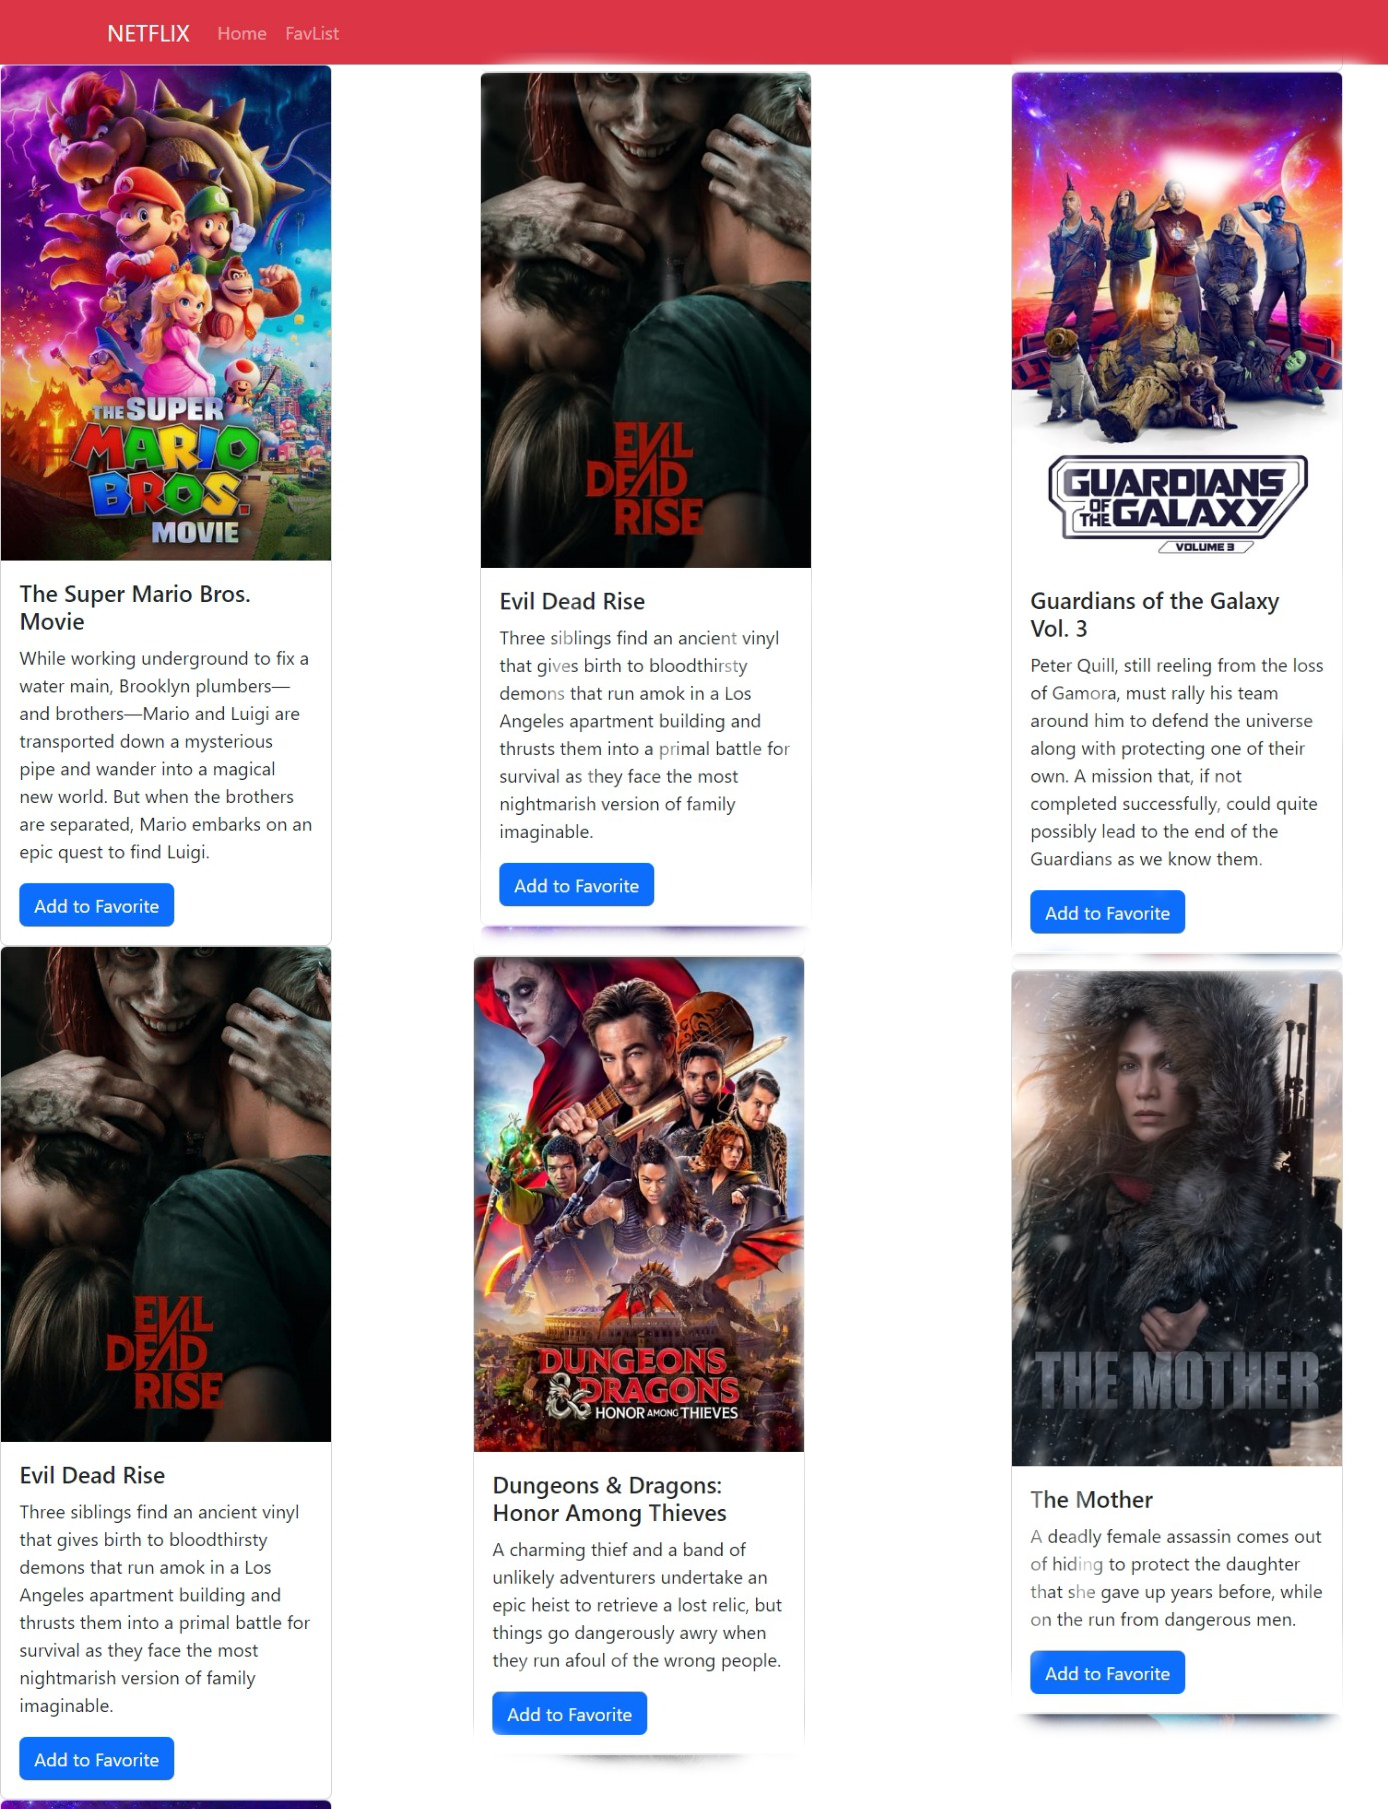 NETFLIX Home FavList
THE SUPER
MARIO
BROS.
MOVIE
The Super Mario Bros.
Movie
While working underground to fix a
water main, Brooklyn plumbers—
and brothers—Mario and Luigi are
transported down a mysterious
pipe and wander into a magical
new world. But when the brothers
are separated, Mario embarks on an
epic quest to find Luigi.
Add to Favorite
EVIL
DEAD
RISE
Evil Dead Rise
Three siblings find an ancient vinyl
that gives birth to bloodthirsty
demons that run amok in a Los
Angeles apartment building and
thrusts them into a primal battle for
survival as they face the most
nightmarish version of family
imaginable.
Add to Favorite
GUARDIANS
OF
THE GALAXY
VOLUME 3
Guardians of the Galaxy
Vol. 3
Peter Quill, still reeling from the loss
of Gamora, must rally his team
around him to defend the universe
along with protecting one of their
own. A mission that, if not
completed successfully, could quite
possibly lead to the end of the
Guardians as we know them.
Add to Favorite
EVIL
DEAD
RISE
Evil Dead Rise
Three siblings find an ancient vinyl
that gives birth to bloodthirsty
demons that run amok in a Los
Angeles apartment building and
thrusts them into a primal battle for
survival as they face the most
nightmarish version of family
imaginable.
Add to Favorite
DUNGEONS
& DRAGONS
HONOR AMONG THIEVES
Dungeons & Dragons:
Honor Among Thieves
A charming thief and a band of
unlikely adventurers undertake an
epic heist to retrieve a lost relic, but
things go dangerously awry when
they run afoul of the wrong people.
Add to Favorite
THE MOTHER
The Mother
A deadly female assassin comes out
of hiding to protect the daughter
that she gave up years before, while
on the run from dangerous men.
Add to Favorite